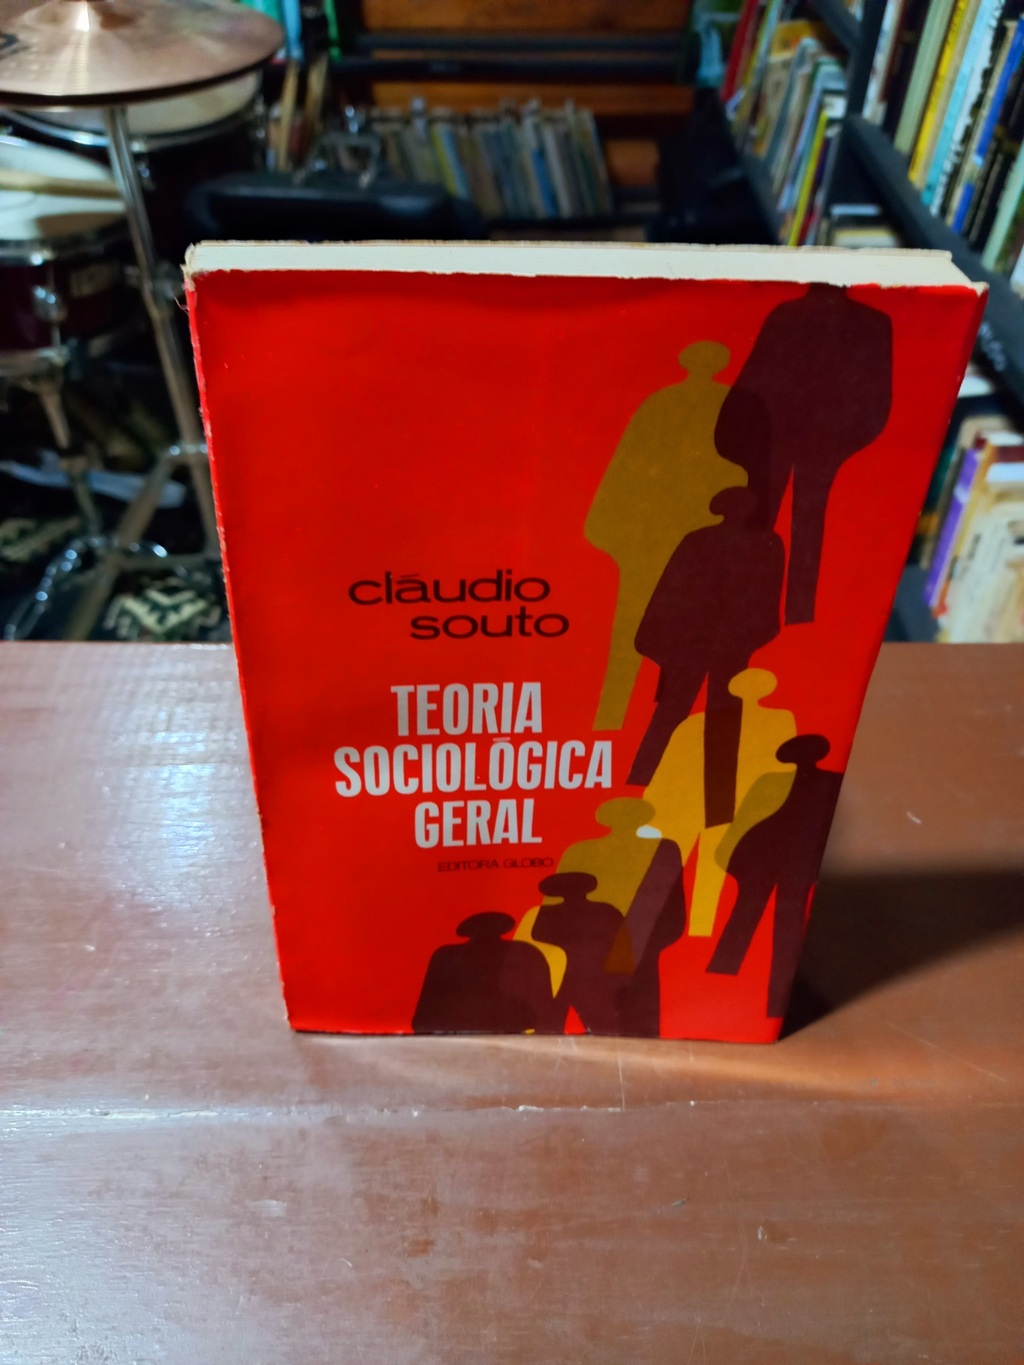 cláudio
souto
TEORIA
SOCIOLÓGICA
GERAL
EDITORA GLOBO